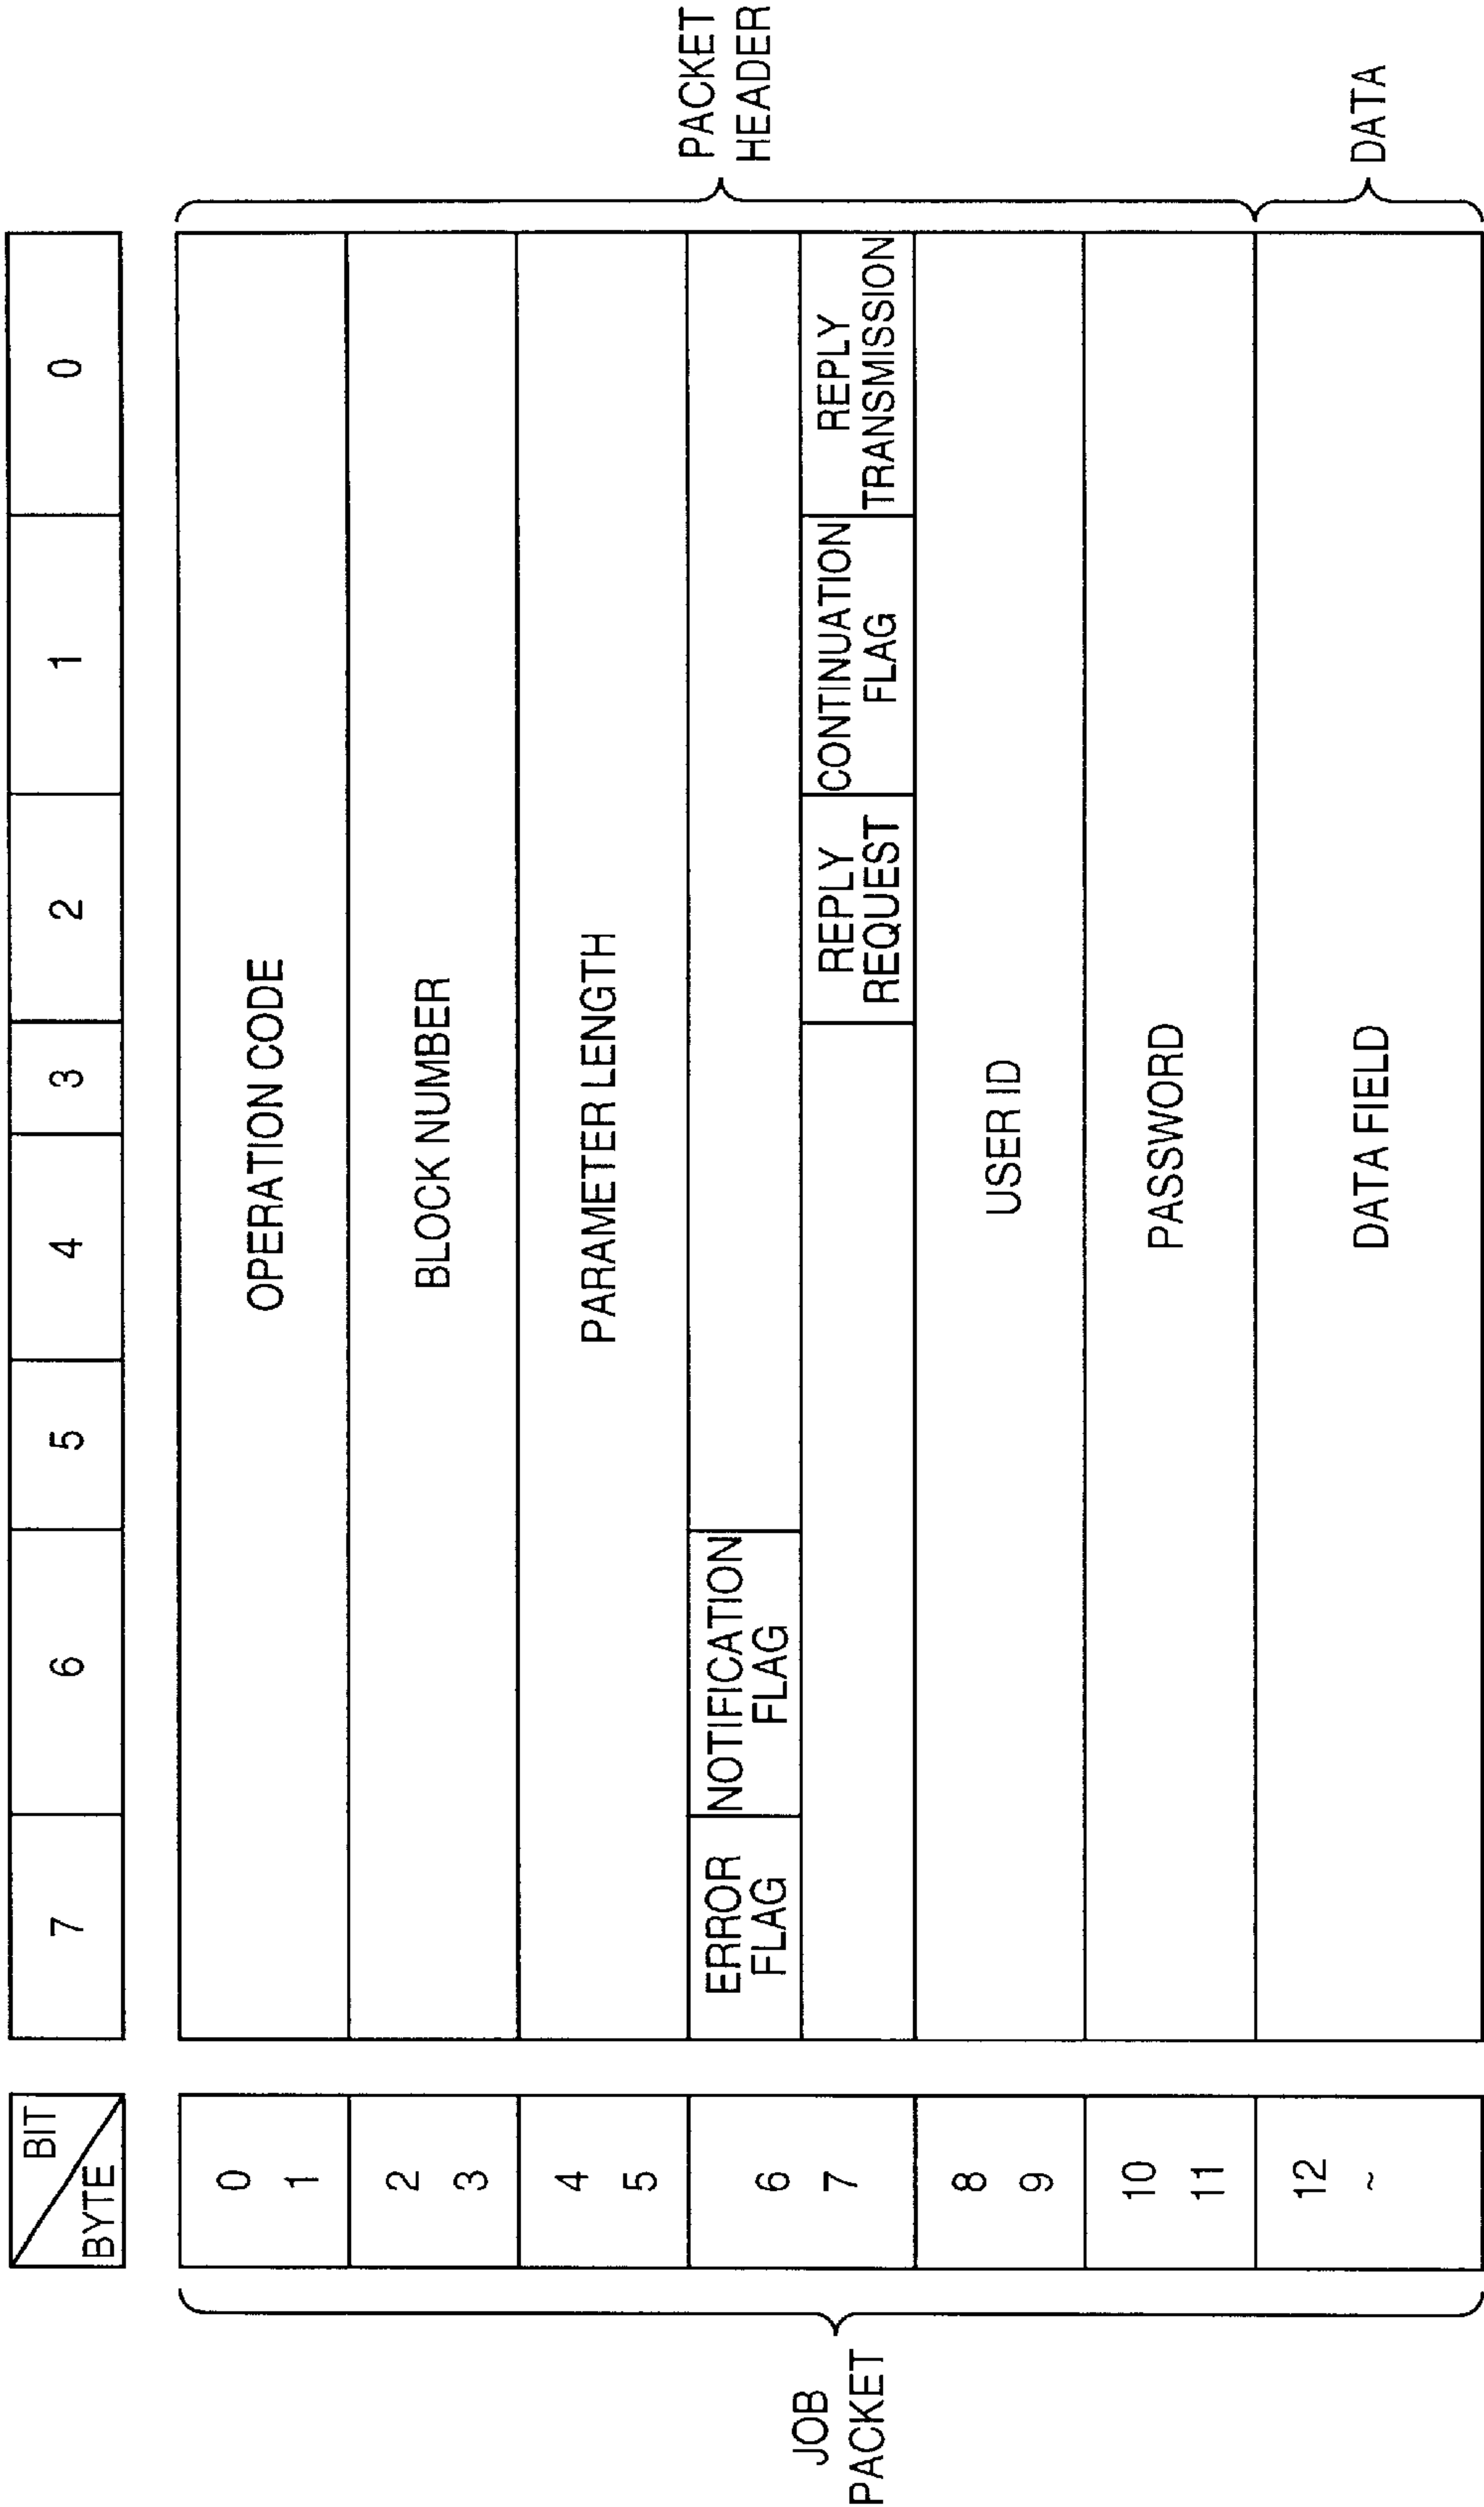 BIT
BYTE
7 6 5 4 3 2 1 0
JOB
PACKET
0
1
OPERATION CODE
2
3
BLOCK NUMBER
4
5
PARAMETER LENGTH
6
ERROR
FLAG
NOTIFICATION
FLAG
7
REPLY
REQUEST
CONTINUATION
FLAG
REPLY
TRANSMISSION
8
9
USER ID
10
11
PASSWORD
12
~
DATA FIELD
PACKET
HEADER
DATA